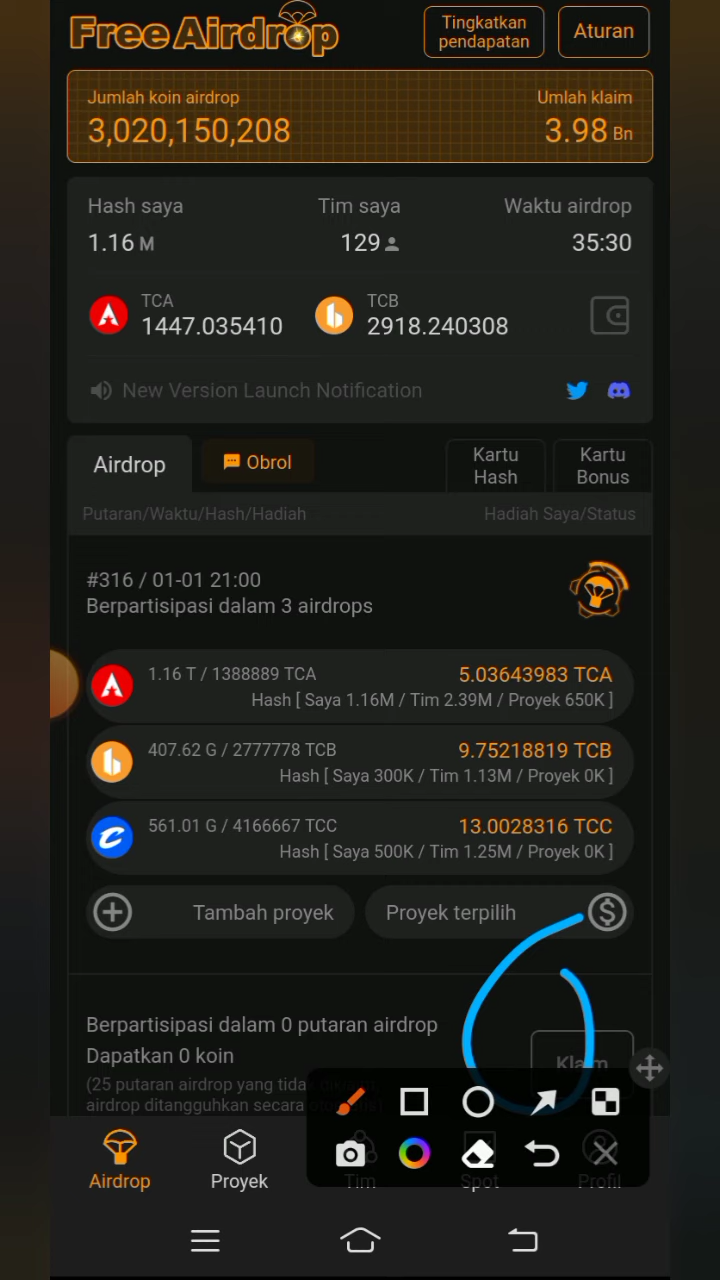 Free Airdrop
Tingkatkan
pendapatan
Aturan
Jumlah koin airdrop
Umlah klaim
3,020,150,208
3.98 Bn
Hash saya
Tim saya
Waktu airdrop
1.16 M
129
35:30
TCA
1447.035410
TCB
2918.240308
New Version Launch Notification
Airdrop
Obrol
Kartu
Hash
Kartu
Bonus
Putaran/Waktu/Hash/Hadiah
Hadiah Saya/Status
#316 / 01-01 21:00
Berpartisipasi dalam 3 airdrops
1.16 T / 1388889 TCA
5.03643983 TCA
Hash [ Saya 1.16M / Tim 2.39M / Proyek 650K ]
407.62 G / 2777778 TCB
9.75218819 TCB
Hash [ Saya 300K / Tim 1.13M / Proyek 0K ]
561.01 G / 4166667 TCC
13.0028316 TCC
Hash [ Saya 500K / Tim 1.25M / Proyek 0K ]
Tambah proyek
Proyek terpilih
Berpartisipasi dalam 0 putaran airdrop
Dapatkan 0 koin
Klaim
(25 putaran airdrop yang
airdrop ditangguhkan secara
Airdrop
Proyek
Tim
Spot
Profil